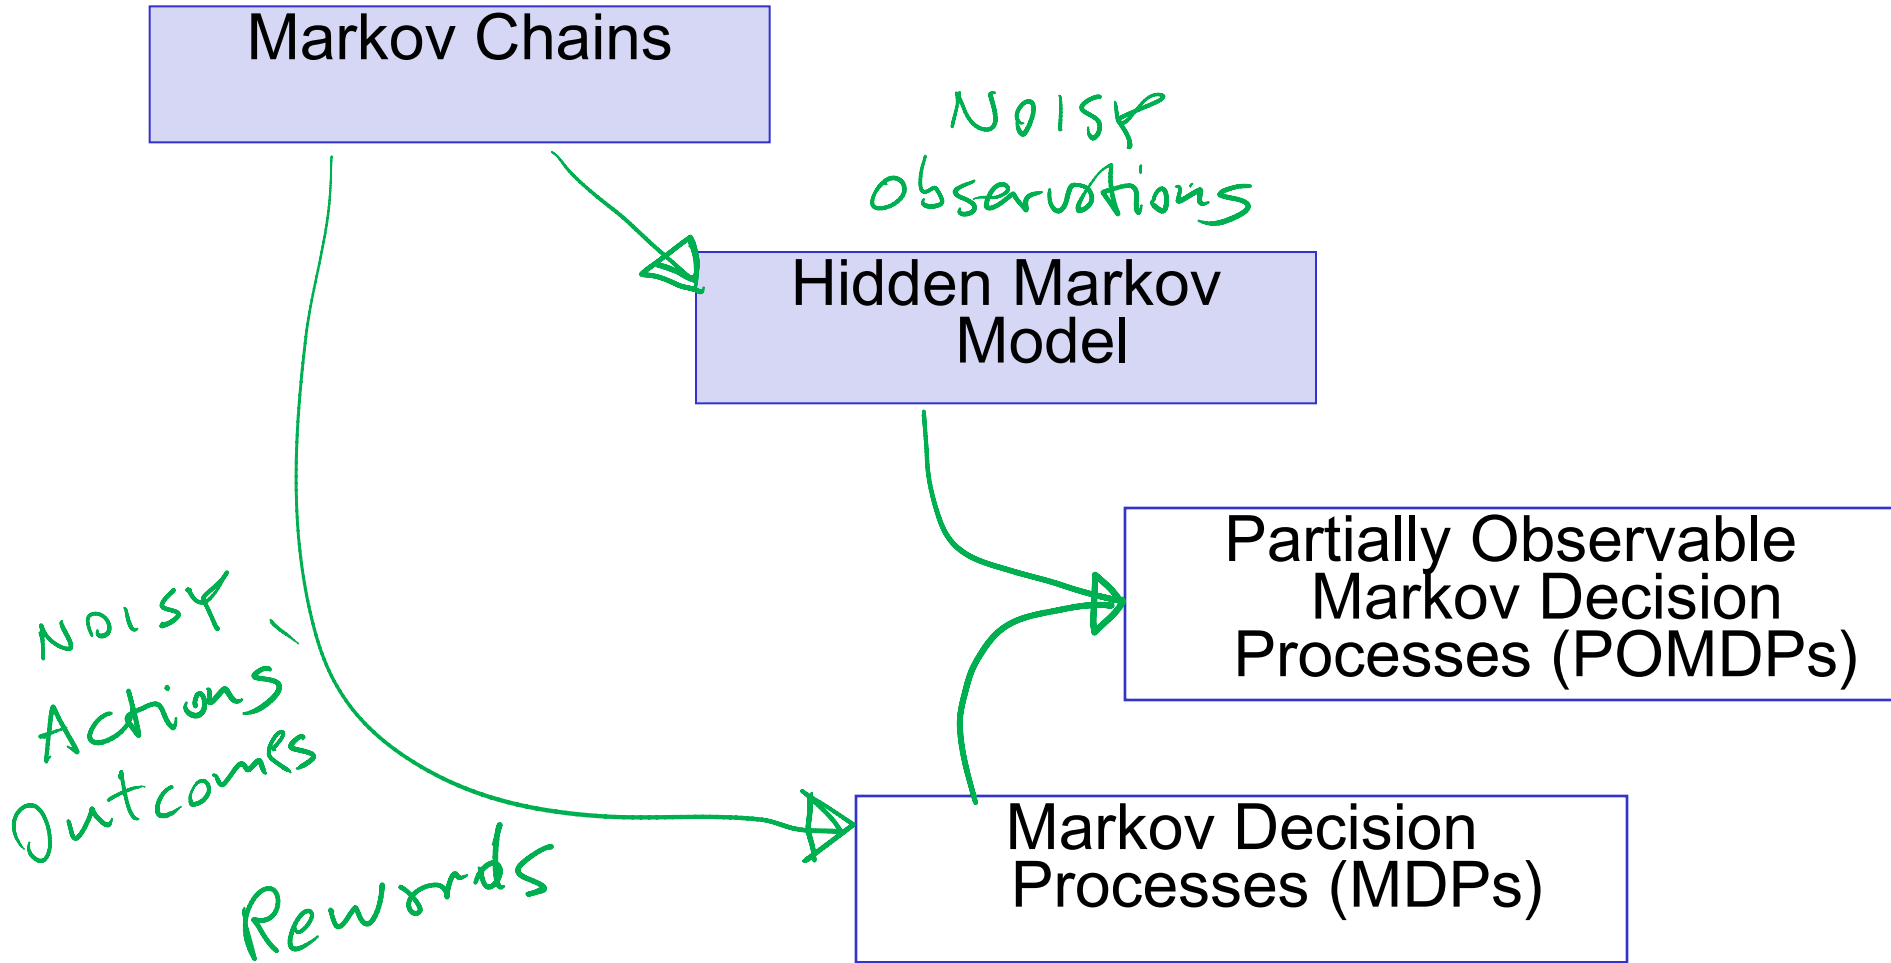 Markov Chains
NOISY
observations
Hidden Markov
Model
Partially Observable
Markov Decision
Processes (POMDPs)
NOISY
Actions
Outcomes
Rewards
Markov Decision
Processes (MDPs)